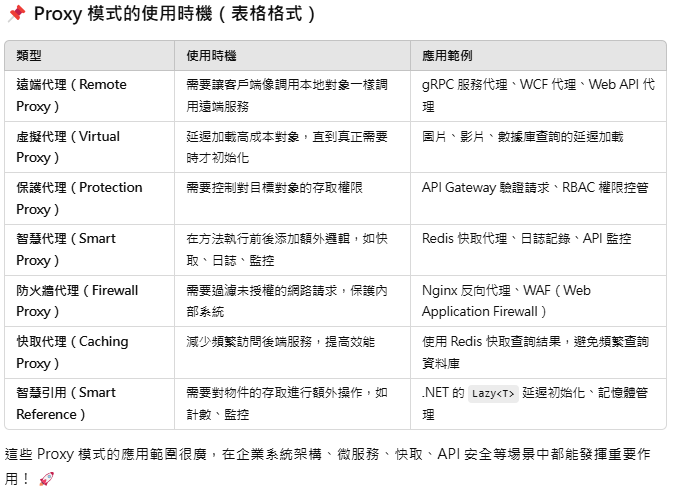 📌 Proxy 模式的使用時機（表格格式）
類型 使用時機 應用範例
遠端代理（Remote Proxy） 需要讓客戶端像調用本地對象一樣調用遠端服務 gRPC 服務代理、WCF 代理、Web API 代理
虛擬代理（Virtual Proxy） 延遲加載高成本對象，直到真正需要時才初始化 圖片、影片、數據庫查詢的延遲加載
保護代理（Protection Proxy） 需要控制對目標對象的存取權限 API Gateway 驗證請求、RBAC 權限控管
智慧代理（Smart Proxy） 在方法執行前後添加額外邏輯，如快取、日誌、監控 Redis 快取代理、日誌記錄、API 監控
防火牆代理（Firewall Proxy） 需要過濾未授權的網路請求，保護內部系統 Nginx 反向代理、WAF（Web Application Firewall）
快取代理（Caching Proxy） 減少頻繁訪問後端服務，提高效能 使用 Redis 快取查詢結果，避免頻繁查詢資料庫
智慧引用（Smart Reference） 需要對物件的存取進行額外操作，如計數、監控 .NET 的 Lazy<T> 延遲初始化、記憶體管理
這些 Proxy 模式的應用範圍很廣，在企業系統架構、微服務、快取、API 安全等場景中都能發揮重要作
用！ 🚀